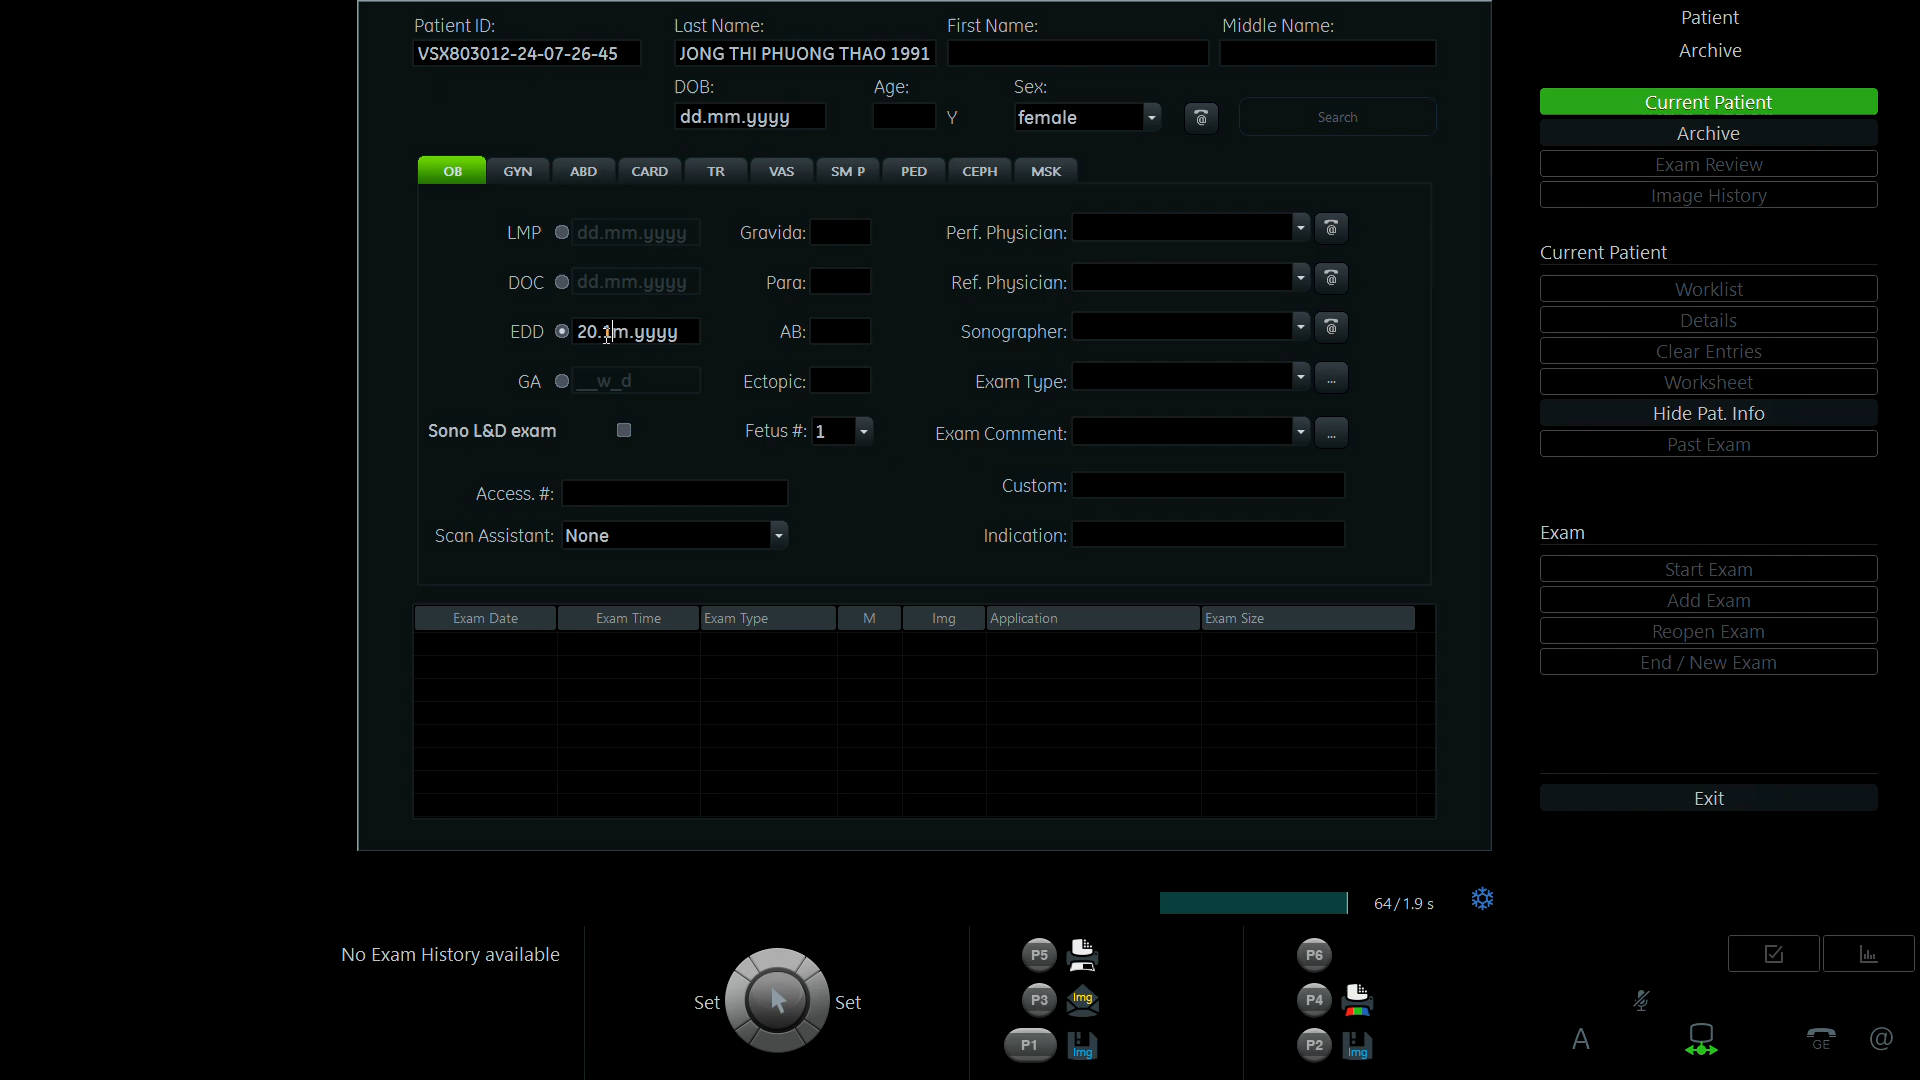 Patient ID: Last Name: First Name: Middle Name:
VSX803012-24-07-26-45 JONG THI PHUONG THAO 1991
DOB: Age: Sex:
dd.mm.yyyy Y female Search
OB GYN ABD CARD TR VAS SM P PED CEPH MSK
LMP dd.mm.yyyy Gravida: Perf. Physician:
DOC dd.mm.yyyy Para: Ref. Physician:
EDD 20.1m.yyyy AB: Sonographer:
GA __w_d Ectopic: Exam Type: ...
Sono L&D exam Fetus #: 1 Exam Comment: ...
Access. #: Custom:
Scan Assistant: None Indication:
Exam Date Exam Time Exam Type M Img Application Exam Size
64/1.9 s
No Exam History available
Set Set
P5
P3 Img
P1 Img
P6
P4
P2 Img
Patient
Archive
Current Patient
Archive
Exam Review
Image History
Current Patient
Worklist
Details
Clear Entries
Worksheet
Hide Pat. Info
Past Exam
Exam
Start Exam
Add Exam
Reopen Exam
End / New Exam
Exit
A GE @